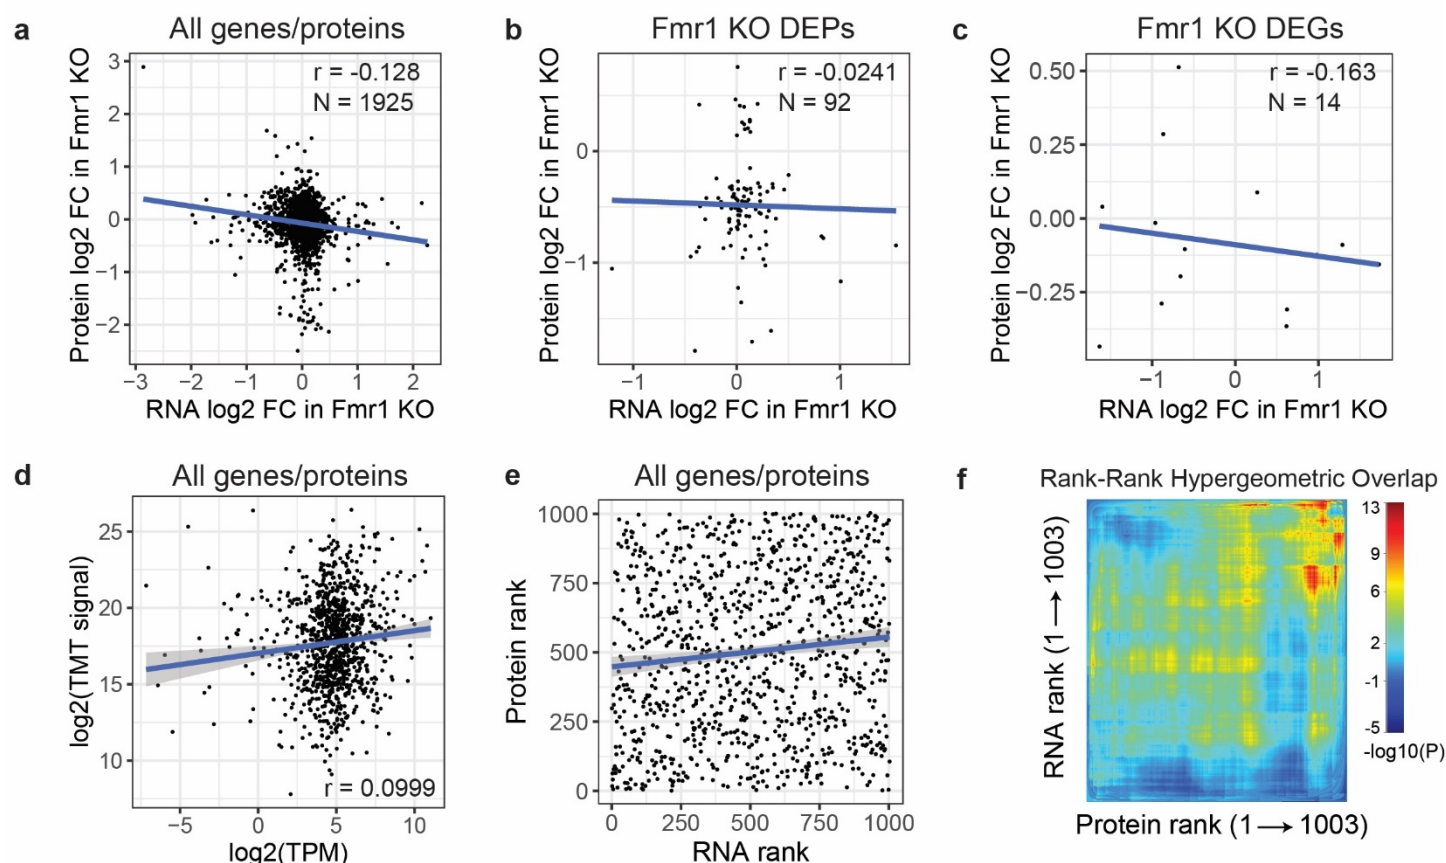 a
All genes/proteins
r = -0.128
N = 1925
Protein log2 FC in Fmr1 KO
3
2
1
0
−1
−2
−3 −2 −1 0 1 2
RNA log2 FC in Fmr1 KO
b
Fmr1 KO DEPs
r = -0.0241
N = 92
Protein log2 FC in Fmr1 KO
0
−1
−1 0 1
RNA log2 FC in Fmr1 KO
c
Fmr1 KO DEGs
r = -0.163
N = 14
Protein log2 FC in Fmr1 KO
0.50
0.25
0.00
−0.25
−1 0 1
RNA log2 FC in Fmr1 KO
d
All genes/proteins
log2(TMT signal)
25
20
15
10
r = 0.0999
−5 0 5 10
log2(TPM)
e
All genes/proteins
Protein rank
1000
750
500
250
0
0 250 500 750 1000
RNA rank
f
Rank-Rank Hypergeometric Overlap
RNA rank (1 → 1003)
13
9
6
2
-1
-5
-log10(P)
Protein rank (1 → 1003)